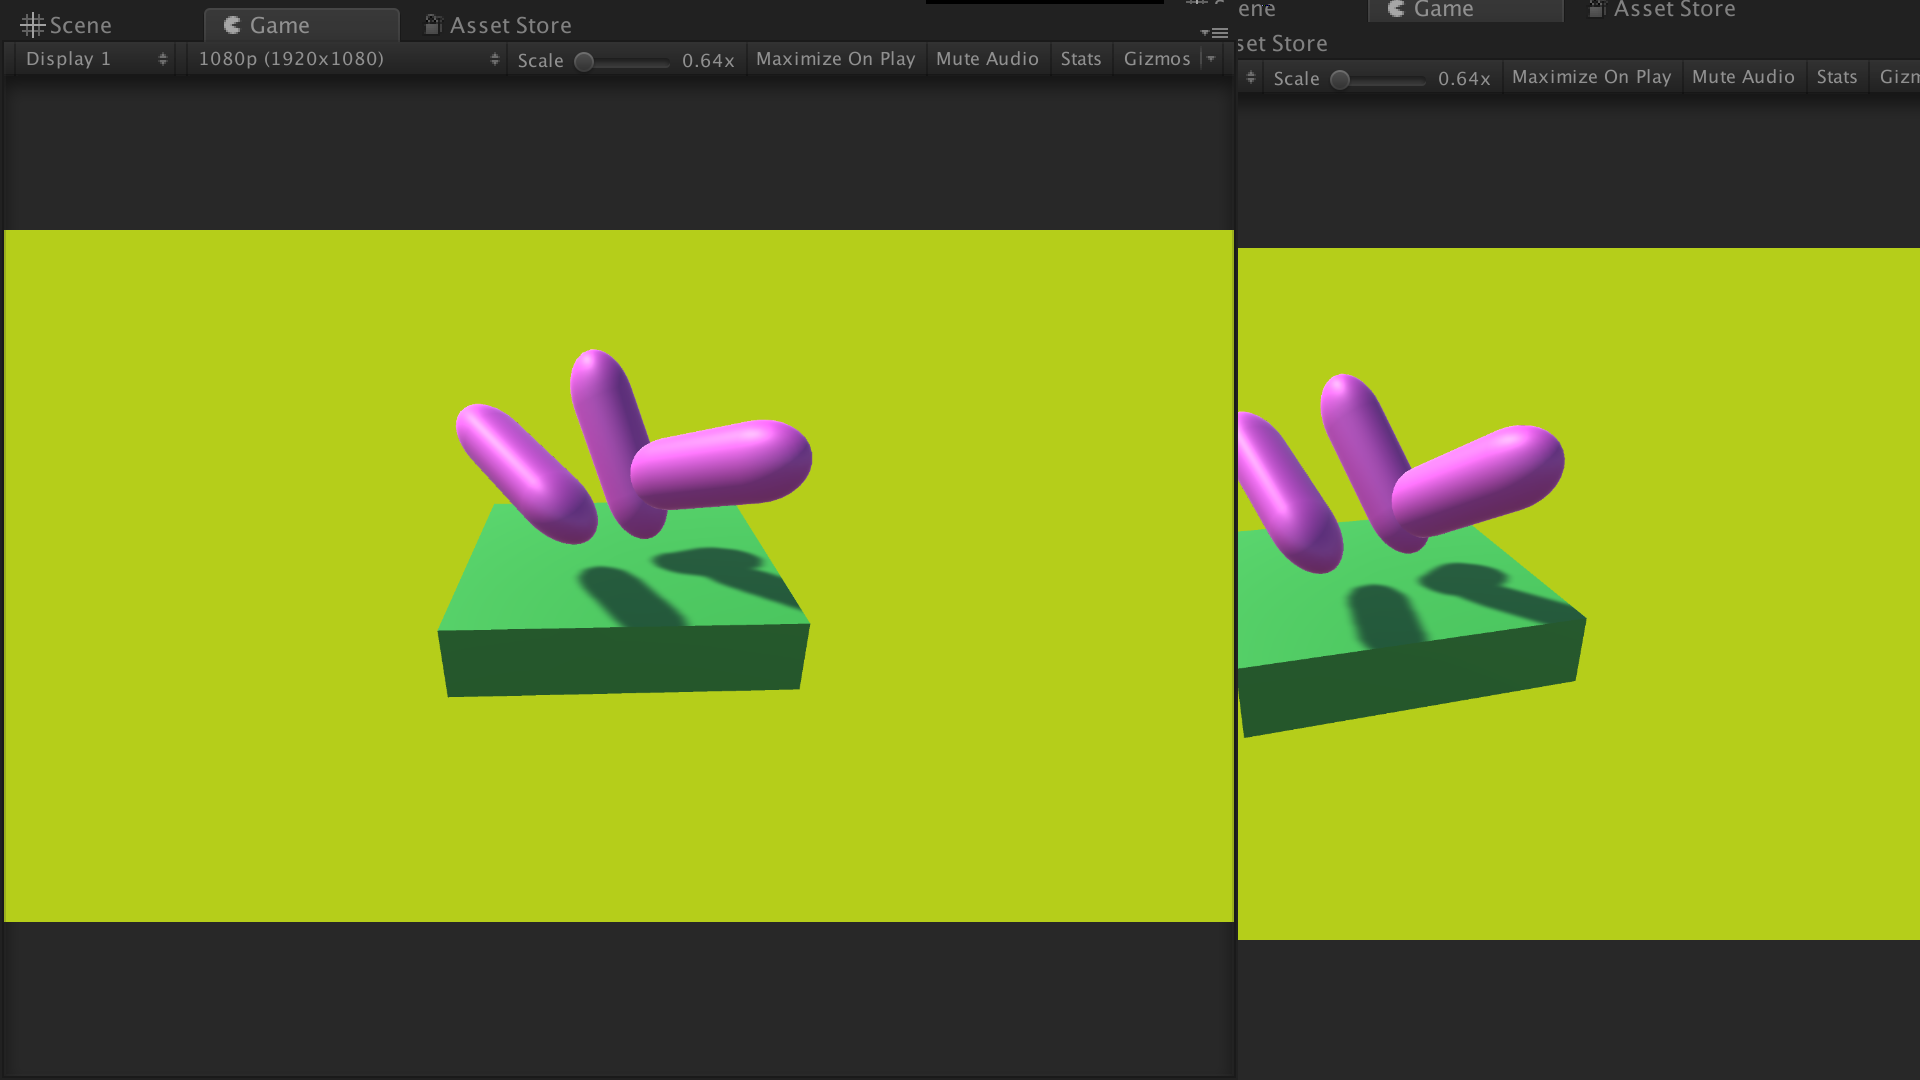 Scene Game Asset Store
Display 1 1080p (1920x1080) Scale 0.64x Maximize On Play Mute Audio Stats Gizmos
ene Game Asset Store
set Store
Scale 0.64x Maximize On Play Mute Audio Stats Gizm